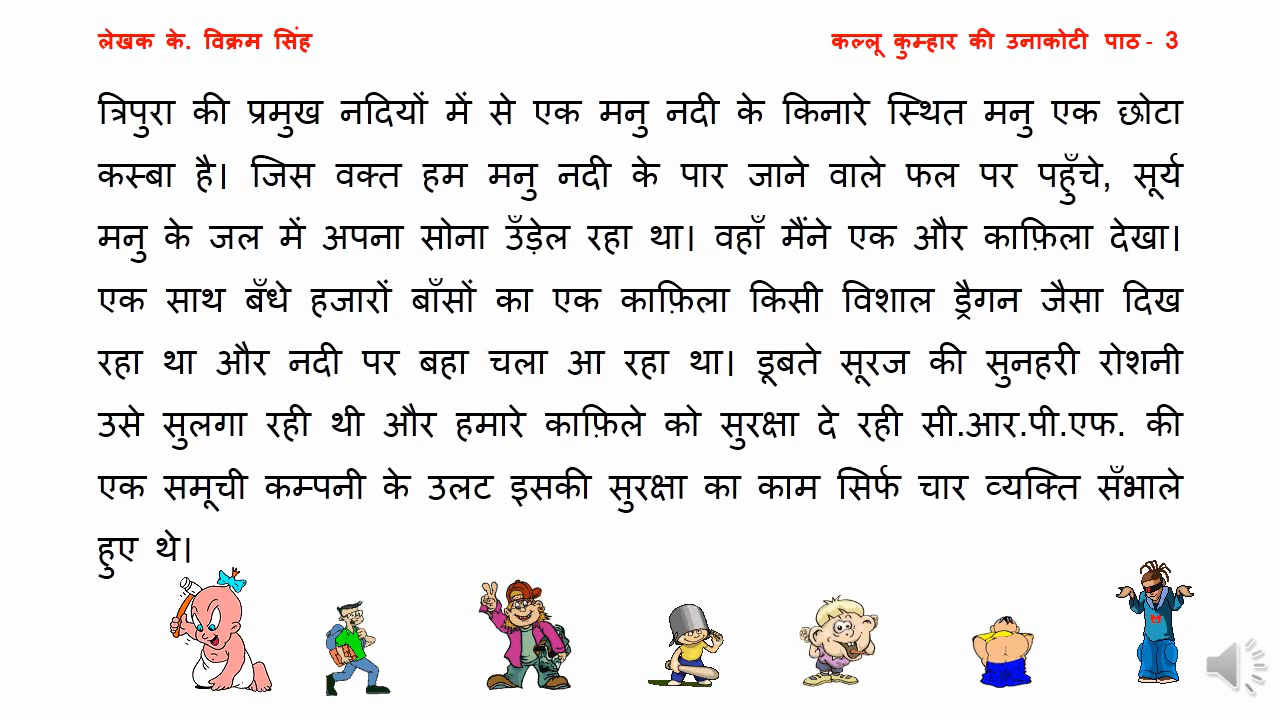 लेखक के. विक्रम सिंह
कल्लू कुम्हार की उनाकोटी पाठ - 3
त्रिपुरा की प्रमुख नदियों में से एक मनु नदी के किनारे स्थित मनु एक छोटा
कस्बा है। जिस वक्त हम मनु नदी के पार जाने वाले फल पर पहुँचे, सूर्य
मनु के जल में अपना सोना उँड़ेल रहा था। वहाँ मैंने एक और काफ़िला देखा।
एक साथ बँधे हजारों बाँसों का एक काफ़िला किसी विशाल ड्रैगन जैसा दिख
रहा था और नदी पर बहा चला आ रहा था। डूबते सूरज की सुनहरी रोशनी
उसे सुलगा रही थी और हमारे काफ़िले को सुरक्षा दे रही सी.आर.पी.एफ. की
एक समूची कम्पनी के उलट इसकी सुरक्षा का काम सिर्फ चार व्यक्ति सँभाले
हुए थे।